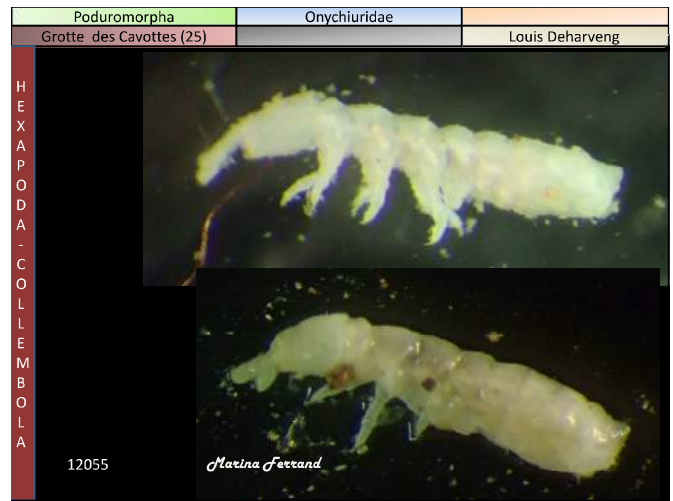 Poduromorpha
Onychiuridae
Grotte des Cavottes (25)
Louis Deharveng
HEXAPODA - COLLEMBOLA
12055
Marina Ferrand